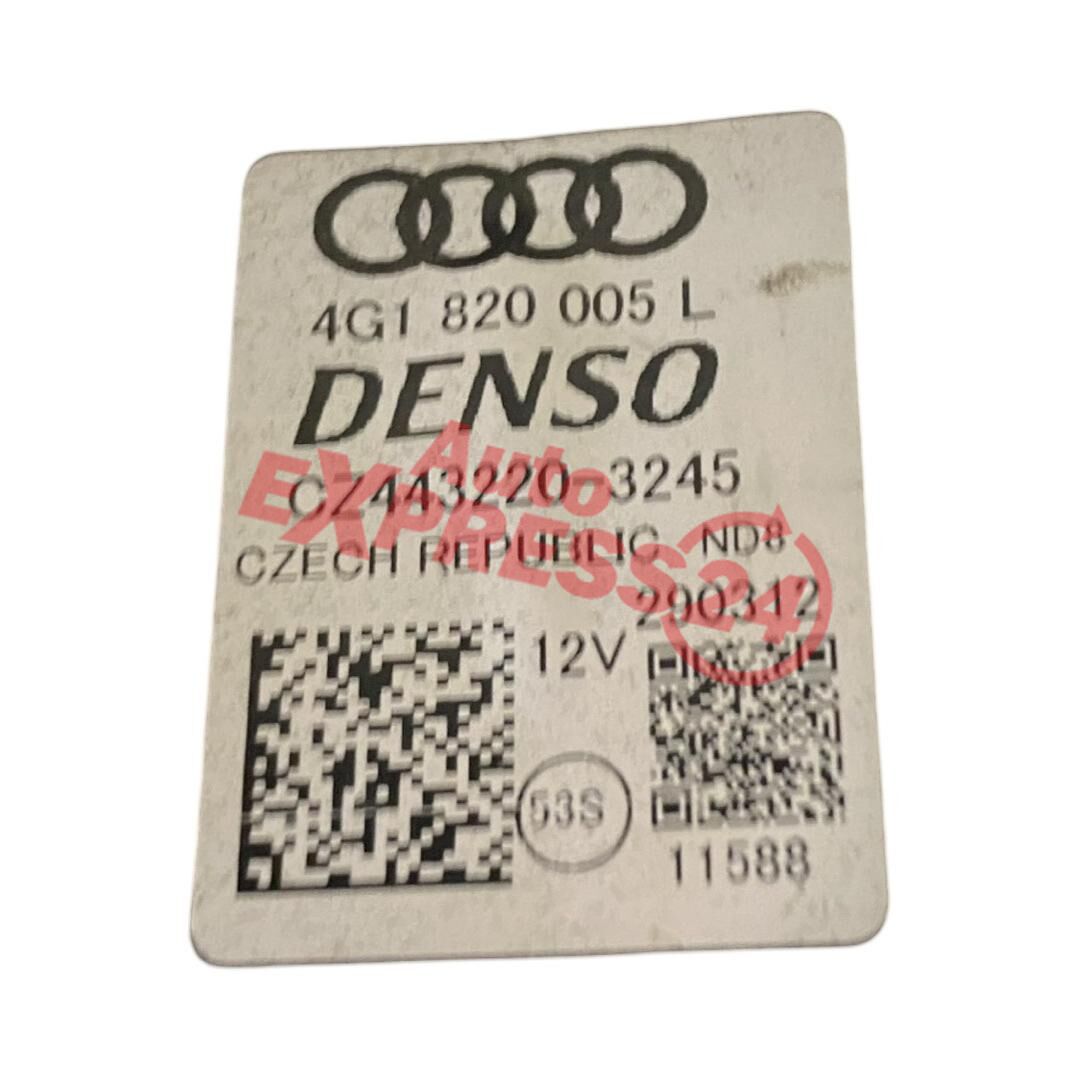 4G1 820 005 L
DENSO
CZ443220-3245
CZECH REPUBLIC ND8
290312
12V
53S
11588
Auto
EXPRESS24